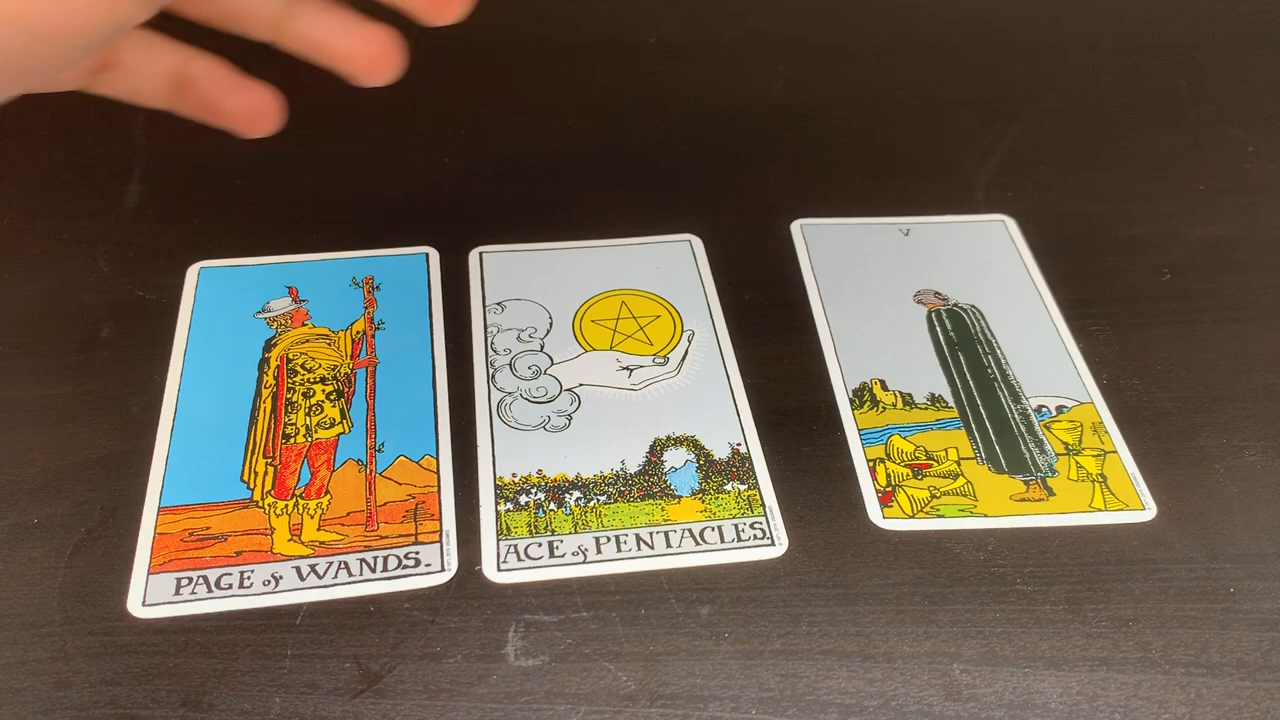 PAGE of WANDS.
ACE of PENTACLES.
V